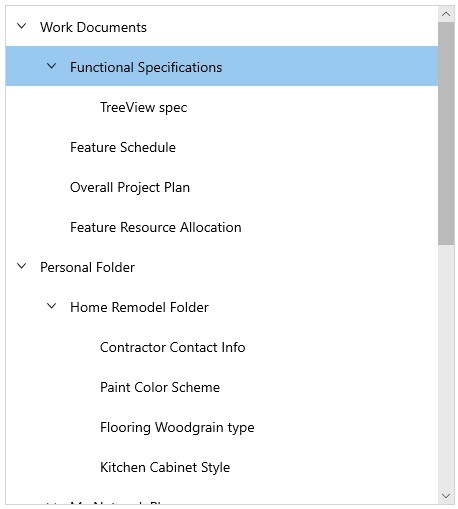 Work Documents
Functional Specifications
TreeView spec
Feature Schedule
Overall Project Plan
Feature Resource Allocation
Personal Folder
Home Remodel Folder
Contractor Contact Info
Paint Color Scheme
Flooring Woodgrain type
Kitchen Cabinet Style